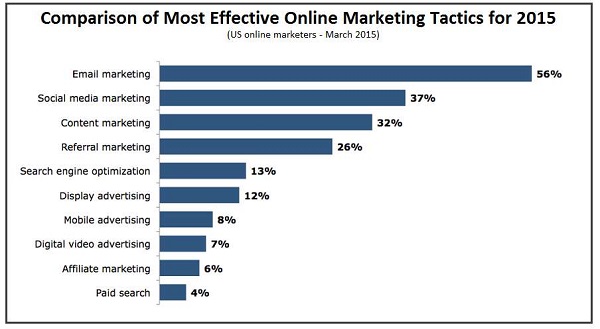 Comparison of Most Effective Online Marketing Tactics for 2015
(US online marketers - March 2015)
Email marketing 56%
Social media marketing 37%
Content marketing 32%
Referral marketing 26%
Search engine optimization 13%
Display advertising 12%
Mobile advertising 8%
Digital video advertising 7%
Affiliate marketing 6%
Paid search 4%